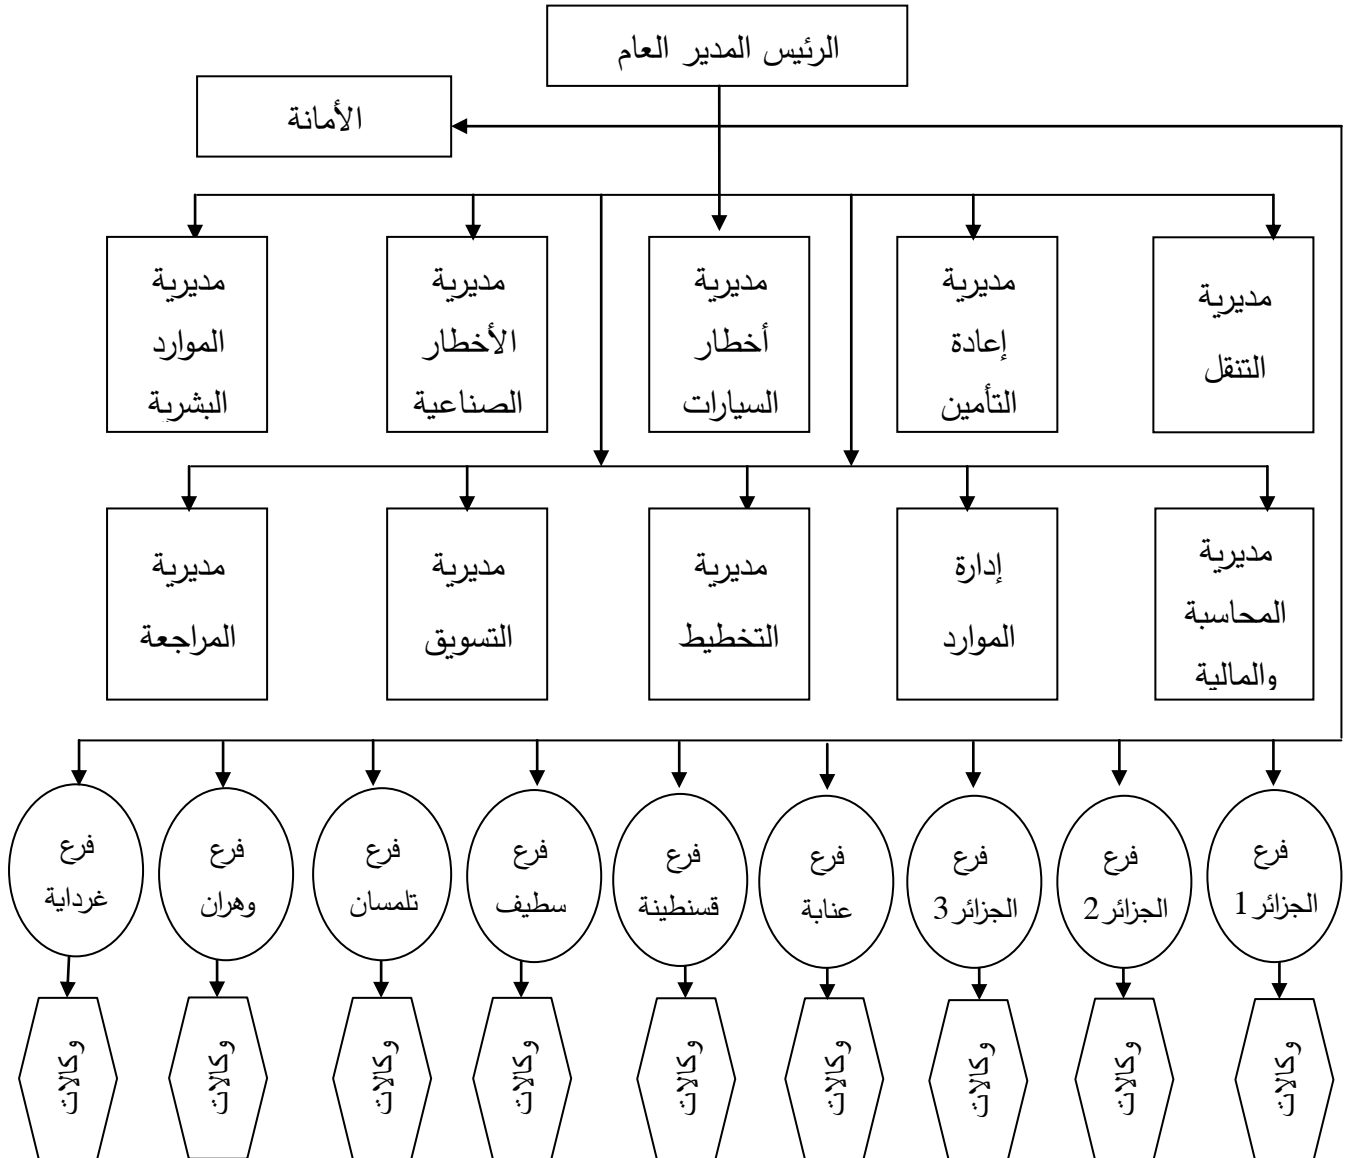 الرئيس المدير العام
الأمانة
مديرية
التنقل
مديرية
إعادة
التأمين
مديرية
أخطار
السيارات
مديرية
الأخطار
الصناعية
مديرية
الموارد
البشرية
مديرية
المحاسبة
والمالية
إدارة
الموارد
مديرية
التخطيط
مديرية
التسويق
مديرية
المراجعة
فرع
الجزائر 1
فرع
الجزائر 2
فرع
الجزائر 3
فرع
عنابة
فرع
قسنطينة
فرع
سطيف
فرع
تلمسان
فرع
وهران
فرع
غرداية
وكالات
وكالات
وكالات
وكالات
وكالات
وكالات
وكالات
وكالات
وكالات